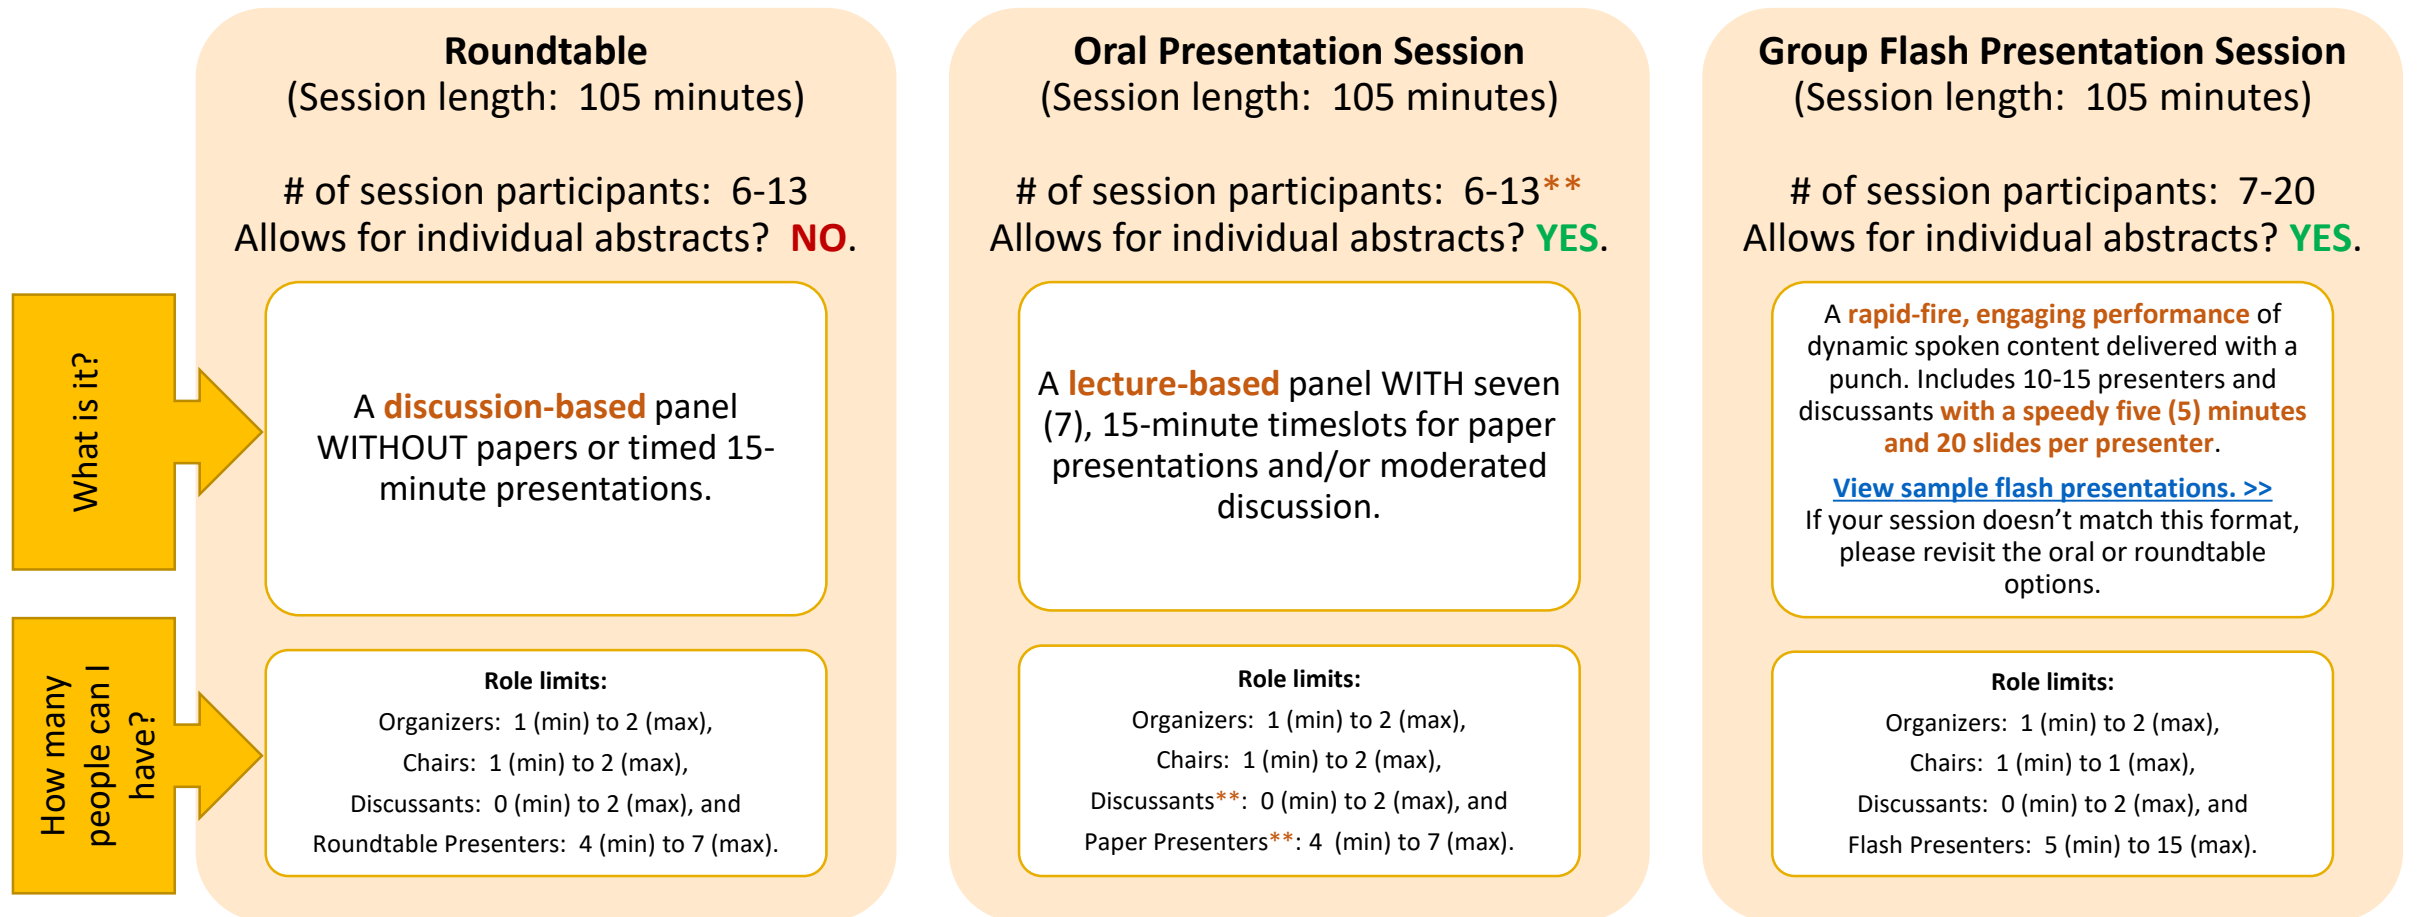 Roundtable
(Session length:  105 minutes)
# of session participants:  6-13
Allows for individual abstracts?  NO.
What is it?
A discussion-based panel
WITHOUT papers or timed 15-
minute presentations.
How many
people can I
have?
Role limits:
Organizers:  1 (min) to 2 (max),
Chairs:  1 (min) to 2 (max),
Discussants:  0 (min) to 2 (max), and
Roundtable Presenters:  4 (min) to 7 (max).
Oral Presentation Session
(Session length:  105 minutes)
# of session participants:  6-13**
Allows for individual abstracts? YES.
A lecture-based panel WITH seven
(7), 15-minute timeslots for paper
presentations and/or moderated
discussion.
Role limits:
Organizers:  1 (min) to 2 (max),
Chairs:  1 (min) to 2 (max),
Discussants**:  0 (min) to 2 (max), and
Paper Presenters**: 4  (min) to 7 (max).
Group Flash Presentation Session
(Session length:  105 minutes)
# of session participants:  7-20
Allows for individual abstracts? YES.
A rapid-fire, engaging performance of
dynamic spoken content delivered with a
punch. Includes 10-15 presenters and
discussants with a speedy five (5) minutes
and 20 slides per presenter.
View sample flash presentations. >>
If your session doesn’t match this format,
please revisit the oral or roundtable
options.
Role limits:
Organizers:  1 (min) to 2 (max),
Chairs:  1 (min) to 1 (max),
Discussants:  0 (min) to 2 (max), and
Flash Presenters:  5 (min) to 15 (max).